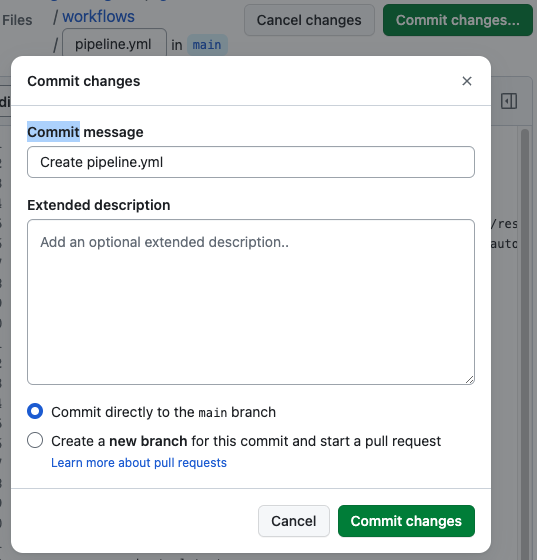 Files
/ workflows
Cancel changes
Commit changes...
/ pipeline.yml in main
Commit changes
Commit message
Create pipeline.yml
Extended description
/res
Add an optional extended description..
auto
Commit directly to the main branch
Create a new branch for this commit and start a pull request
Learn more about pull requests
Cancel
Commit changes